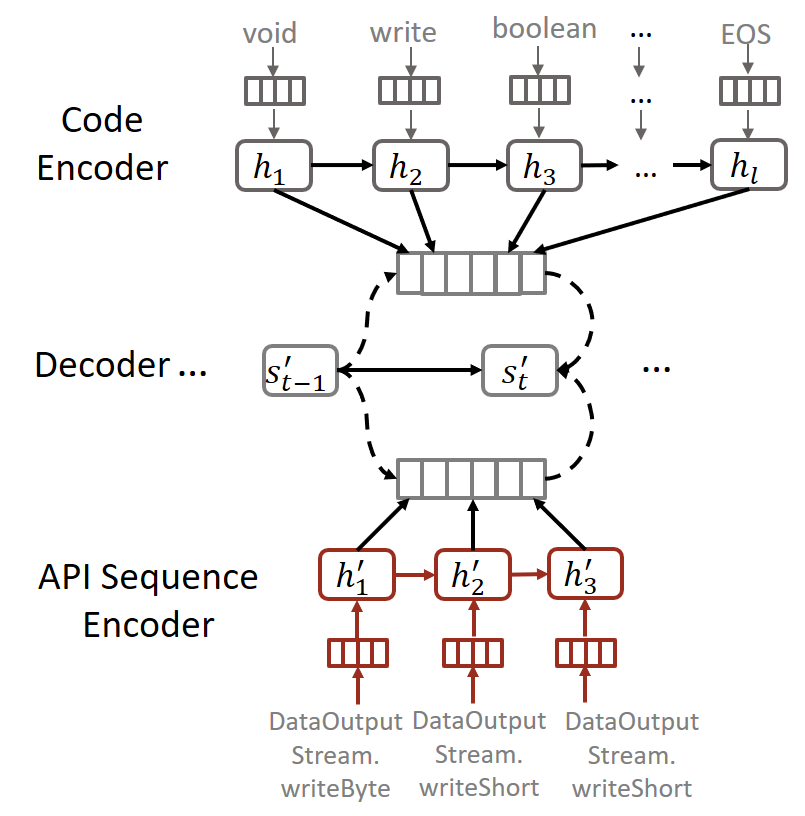 void write boolean ... EOS
...
Code
Encoder
h₁ h₂ h₃ ... hₗ
Decoder ... s′ₜ₋₁ s′ₜ ...
API Sequence
Encoder
h′₁ h′₂ h′₃
DataOutput DataOutput DataOutput
Stream. Stream. Stream.
writeByte writeShort writeShort